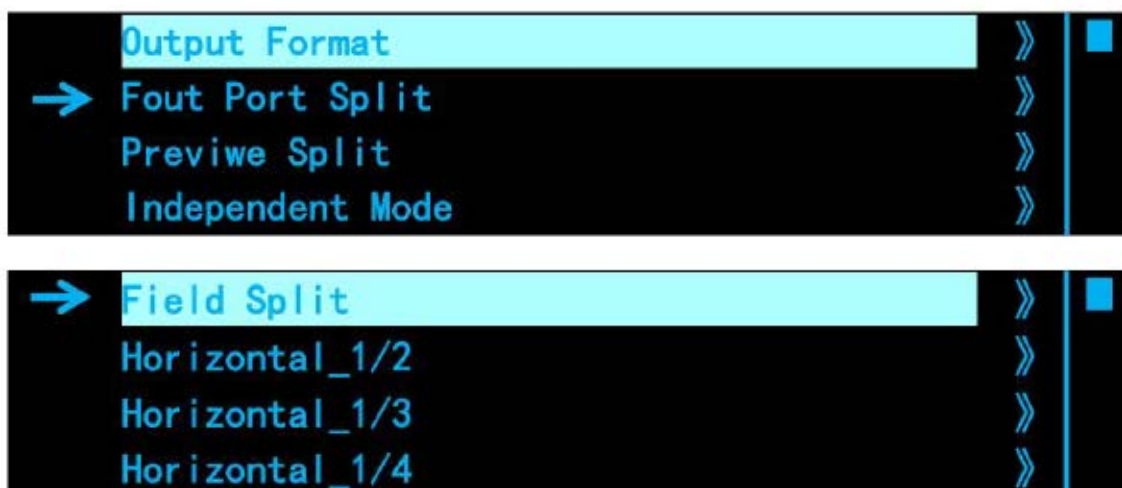 Output Format
Fout Port Split
Previwe Split
Independent Mode
Field Split
Horizontal_1/2
Horizontal_1/3
Horizontal_1/4